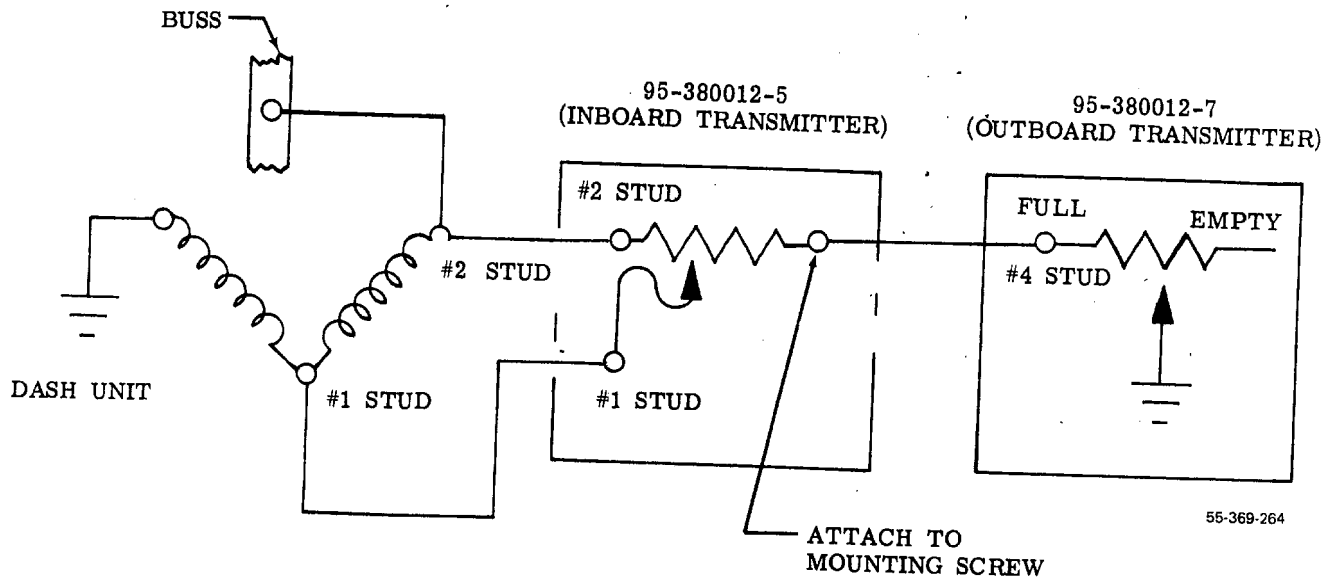 BUSS
95-380012-5
(INBOARD TRANSMITTER)
95-380012-7
(OUTBOARD TRANSMITTER)
#2 STUD
FULL
EMPTY
#2 STUD
#4 STUD
DASH UNIT
#1 STUD
#1 STUD
55-369-264
ATTACH TO
MOUNTING SCREW